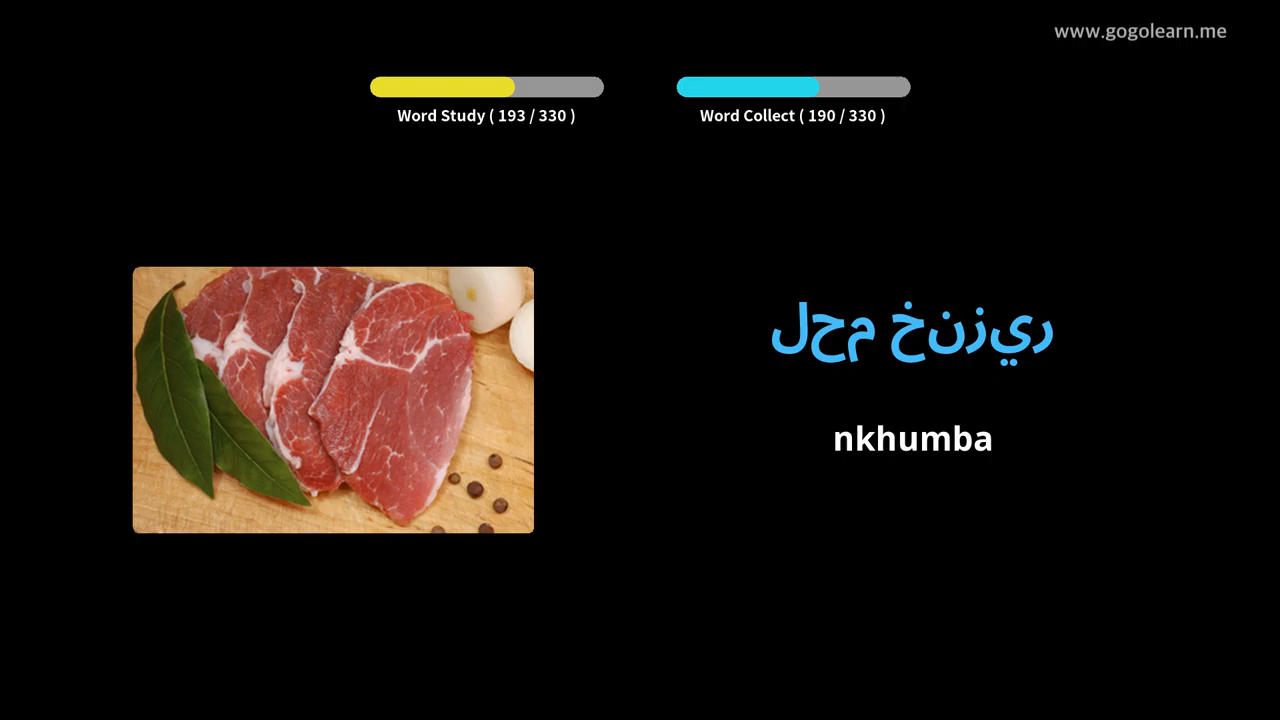 www.gogolearn.me
Word Study ( 193 / 330 )
Word Collect ( 190 / 330 )
لحم خنزير
nkhumba